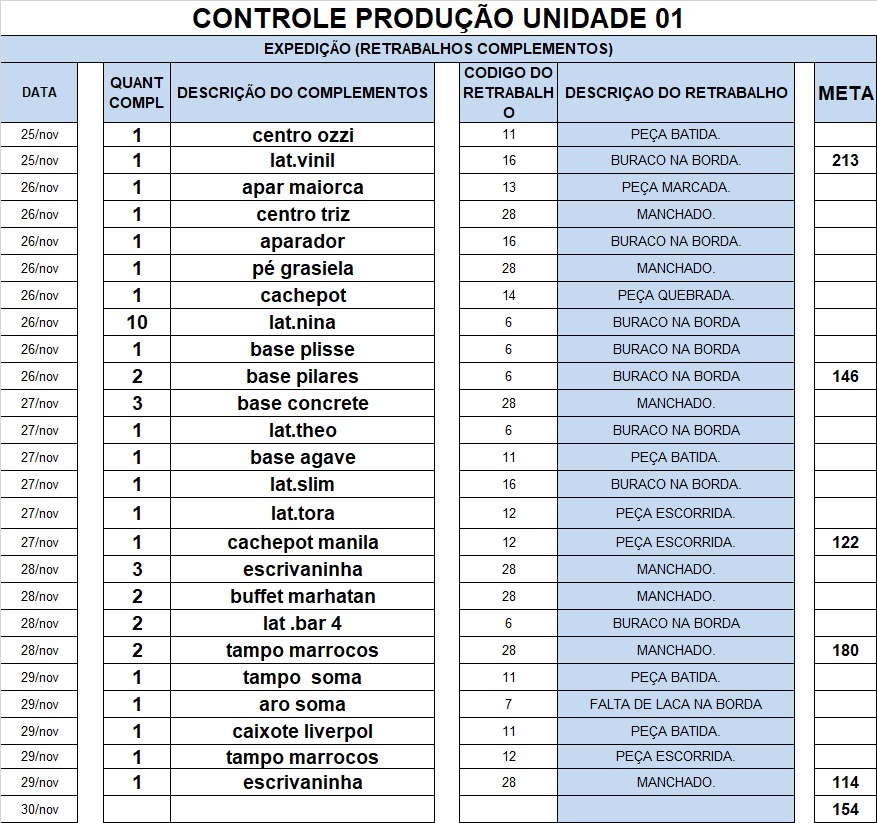 CONTROLE PRODUÇÃO UNIDADE 01
EXPEDIÇÃO (RETRABALHOS COMPLEMENTOS)
DATA QUANT COMPL DESCRIÇÃO DO COMPLEMENTOS CODIGO DO RETRABALHO DESCRIÇAO DO RETRABALHO META
25/nov 1 centro ozzi 11 PEÇA BATIDA.
25/nov 1 lat.vinil 16 BURACO NA BORDA. 213
26/nov 1 apar maiorca 13 PEÇA MARCADA.
26/nov 1 centro triz 28 MANCHADO.
26/nov 1 aparador 16 BURACO NA BORDA.
26/nov 1 pé grasiela 28 MANCHADO.
26/nov 1 cachepot 14 PEÇA QUEBRADA.
26/nov 10 lat.nina 6 BURACO NA BORDA
26/nov 1 base plisse 6 BURACO NA BORDA
26/nov 2 base pilares 6 BURACO NA BORDA 146
27/nov 3 base concrete 28 MANCHADO.
27/nov 1 lat.theo 6 BURACO NA BORDA
27/nov 1 base agave 11 PEÇA BATIDA.
27/nov 1 lat.slim 16 BURACO NA BORDA.
27/nov 1 lat.tora 12 PEÇA ESCORRIDA.
27/nov 1 cachepot manila 12 PEÇA ESCORRIDA. 122
28/nov 3 escrivaninha 28 MANCHADO.
28/nov 2 buffet marhatan 28 MANCHADO.
28/nov 2 lat .bar 4 6 BURACO NA BORDA
28/nov 2 tampo marrocos 28 MANCHADO. 180
29/nov 1 tampo  soma 11 PEÇA BATIDA.
29/nov 1 aro soma 7 FALTA DE LACA NA BORDA
29/nov 1 caixote liverpol 11 PEÇA BATIDA.
29/nov 1 tampo marrocos 12 PEÇA ESCORRIDA.
29/nov 1 escrivaninha 28 MANCHADO. 114
30/nov 154